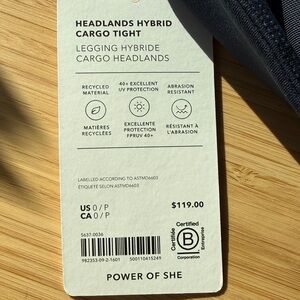 HEADLANDS HYBRID
CARGO TIGHT
LEGGING HYBRIDE
CARGO HEADLANDS
RECYCLED
MATERIAL
40+ EXCELLENT
UV PROTECTION
ABRASION
RESISTANT
MATIÈRES
RECYCLÉES
EXCELLENTE
PROTECTION
FPRUV 40+
RÉSISTANT À
L'ABRASION
LABELLED ACCORDING TO ASTMD6603
ÉTIQUETÉ SELON ASTMD6603
US 0 / P
CA 0 / P
$119.00
5637-0036
982353-09-2-1601
500110415249
Certified
Certifiée
B
Entreprise
Corporation
POWER OF SHE